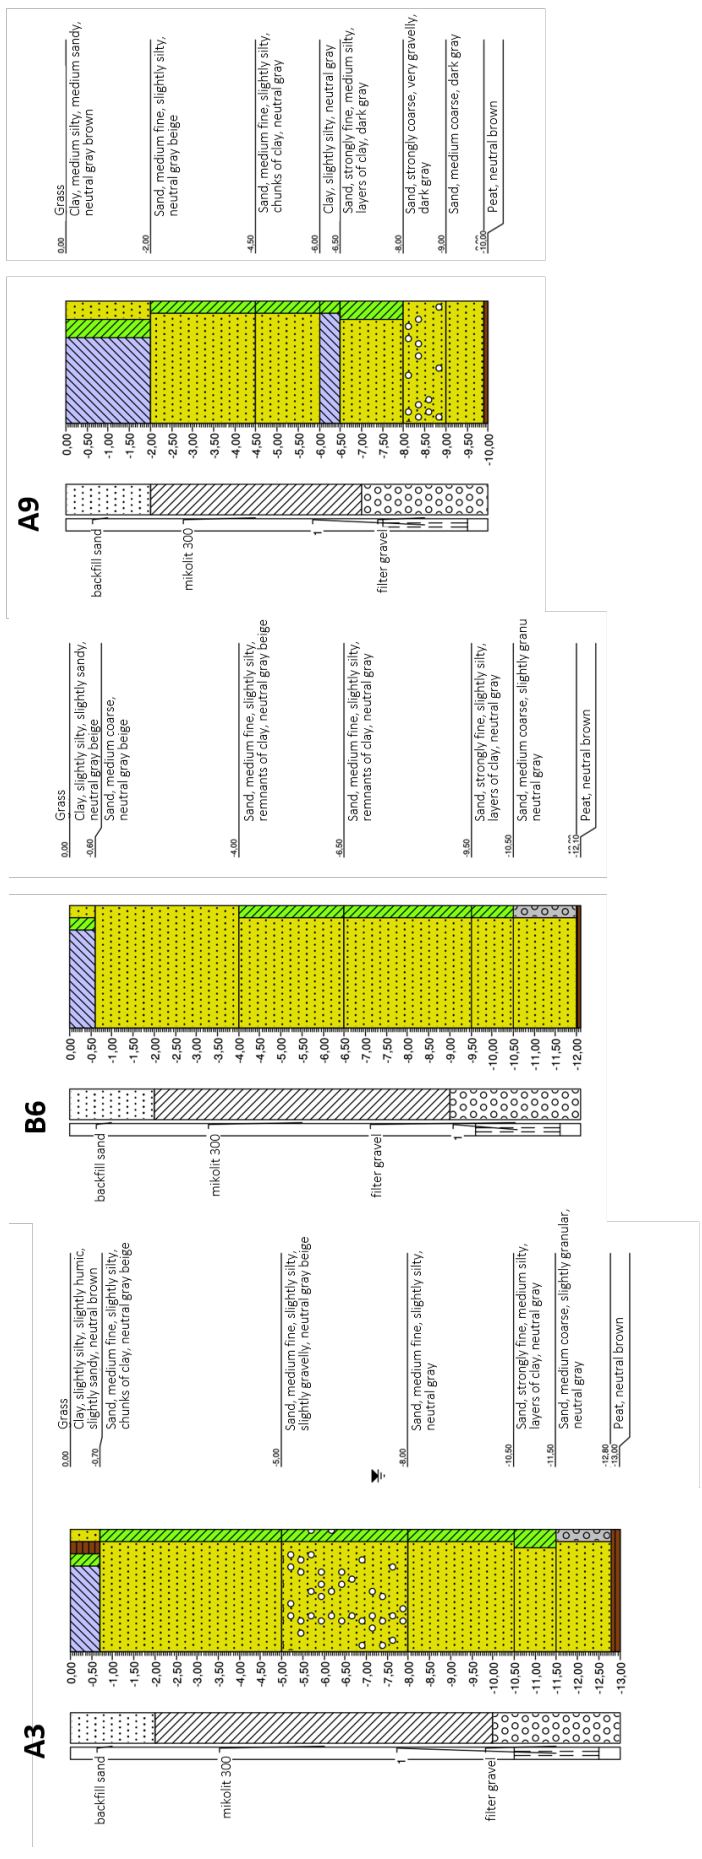 A9
backfill sand
mikolit 300
1
filter gravel
0,00
-0,50
-1,00
-1,50
-2,00
-2,50
-3,00
-3,50
-4,00
-4,50
-5,00
-5,50
-6,00
-6,50
-7,00
-7,50
-8,00
-8,50
-9,00
-9,50
-10,00
0,00
Grass
Clay, medium silty, medium sandy,
neutral gray brown
-2,00
Sand, medium fine, slightly silty,
neutral gray beige
-4,50
Sand, medium fine, slightly silty,
chunks of clay, neutral gray
-6,00
Clay, slightly silty, neutral gray
-6,50
Sand, strongly fine, medium silty,
layers of clay, dark gray
-8,00
Sand, strongly coarse, very gravelly,
dark gray
-9,00
Sand, medium coarse, dark gray
-10,00
Peat, neutral brown
B6
backfill sand
mikolit 300
filter gravel
1
0,00
-0,50
-1,00
-1,50
-2,00
-2,50
-3,00
-3,50
-4,00
-4,50
-5,00
-5,50
-6,00
-6,50
-7,00
-7,50
-8,00
-8,50
-9,00
-9,50
-10,00
-10,50
-11,00
-11,50
-12,00
0,00
Grass
Clay, slightly silty, slightly sandy,
neutral gray beige
-0,60
Sand, medium coarse,
neutral gray beige
-4,00
Sand, medium fine, slightly silty,
remnants of clay, neutral gray beige
-6,50
Sand, medium fine, slightly silty,
remnants of clay, neutral gray
-9,50
Sand, strongly fine, slightly silty,
layers of clay, neutral gray
-10,50
Sand, medium coarse, slightly granu
neutral gray
-12,10
Peat, neutral brown
A3
backfill sand
mikolit 300
1
filter gravel
0,00
-0,50
-1,00
-1,50
-2,00
-2,50
-3,00
-3,50
-4,00
-4,50
-5,00
-5,50
-6,00
-6,50
-7,00
-7,50
-8,00
-8,50
-9,00
-9,50
-10,00
-10,50
-11,00
-11,50
-12,00
-12,50
-13,00
0,00
Grass
Clay, slightly silty, slightly humic,
slightly sandy, neutral brown
-0,70
Sand, medium fine, slightly silty,
chunks of clay, neutral gray beige
-5,00
Sand, medium fine, slightly silty,
slightly gravelly, neutral gray beige
-8,00
Sand, medium fine, slightly silty,
neutral gray
-10,50
Sand, strongly fine, medium silty,
layers of clay, neutral gray
-11,50
Sand, medium coarse, slightly granular,
neutral gray
-12,80
-13,00
Peat, neutral brown